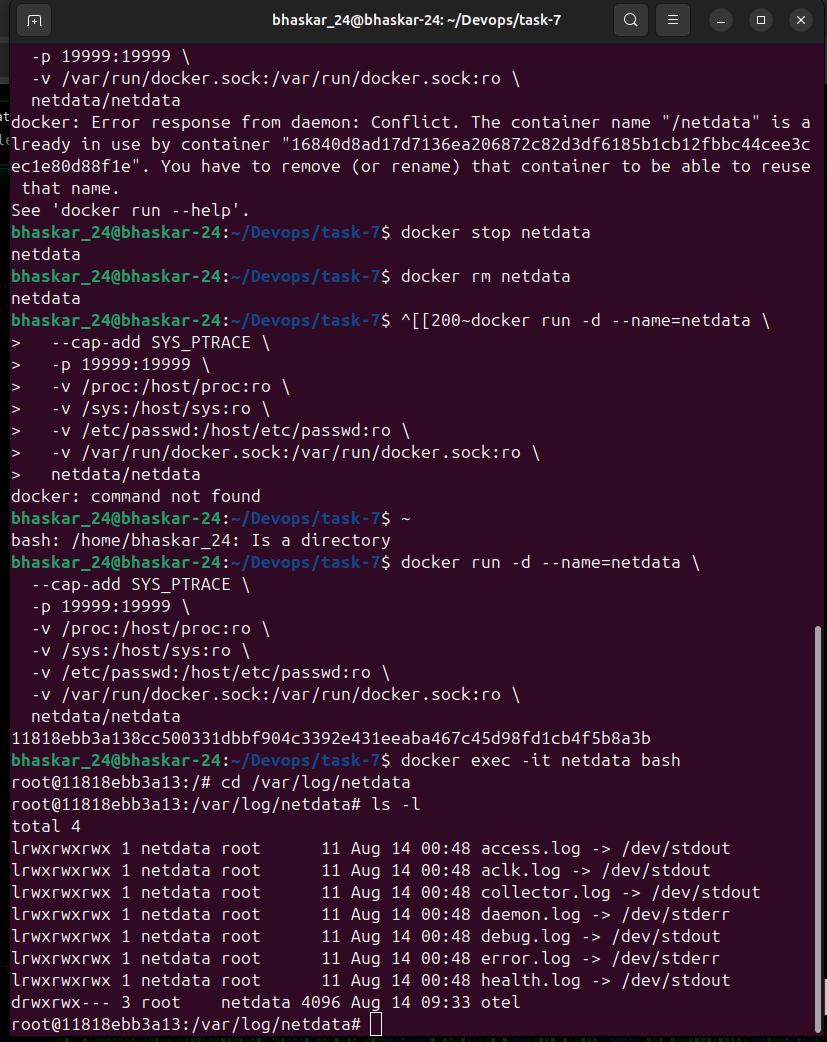 bhaskar_24@bhaskar-24: ~/Devops/task-7
  -p 19999:19999 \
  -v /var/run/docker.sock:/var/run/docker.sock:ro \
  netdata/netdata
docker: Error response from daemon: Conflict. The container name "/netdata" is a
lready in use by container "16840d8ad17d7136ea206872c82d3df6185b1cb12fbbc44cee3c
ec1e80d88f1e". You have to remove (or rename) that container to be able to reuse
 that name.
See 'docker run --help'.
bhaskar_24@bhaskar-24:~/Devops/task-7$ docker stop netdata
netdata
bhaskar_24@bhaskar-24:~/Devops/task-7$ docker rm netdata
netdata
bhaskar_24@bhaskar-24:~/Devops/task-7$ ^[[200~docker run -d --name=netdata \
>   --cap-add SYS_PTRACE \
>   -p 19999:19999 \
>   -v /proc:/host/proc:ro \
>   -v /sys:/host/sys:ro \
>   -v /etc/passwd:/host/etc/passwd:ro \
>   -v /var/run/docker.sock:/var/run/docker.sock:ro \
>   netdata/netdata
docker: command not found
bhaskar_24@bhaskar-24:~/Devops/task-7$ ~
bash: /home/bhaskar_24: Is a directory
bhaskar_24@bhaskar-24:~/Devops/task-7$ docker run -d --name=netdata \
  --cap-add SYS_PTRACE \
  -p 19999:19999 \
  -v /proc:/host/proc:ro \
  -v /sys:/host/sys:ro \
  -v /etc/passwd:/host/etc/passwd:ro \
  -v /var/run/docker.sock:/var/run/docker.sock:ro \
  netdata/netdata
11818ebb3a138cc500331dbbf904c3392e431eeaba467c45d98fd1cb4f5b8a3b
bhaskar_24@bhaskar-24:~/Devops/task-7$ docker exec -it netdata bash
root@11818ebb3a13:/# cd /var/log/netdata
root@11818ebb3a13:/var/log/netdata# ls -l
total 4
lrwxrwxrwx 1 netdata root      11 Aug 14 00:48 access.log -> /dev/stdout
lrwxrwxrwx 1 netdata root      11 Aug 14 00:48 aclk.log -> /dev/stdout
lrwxrwxrwx 1 netdata root      11 Aug 14 00:48 collector.log -> /dev/stdout
lrwxrwxrwx 1 netdata root      11 Aug 14 00:48 daemon.log -> /dev/stderr
lrwxrwxrwx 1 netdata root      11 Aug 14 00:48 debug.log -> /dev/stdout
lrwxrwxrwx 1 netdata root      11 Aug 14 00:48 error.log -> /dev/stderr
lrwxrwxrwx 1 netdata root      11 Aug 14 00:48 health.log -> /dev/stdout
drwxrwx--- 3 root    netdata 4096 Aug 14 09:33 otel
root@11818ebb3a13:/var/log/netdata#